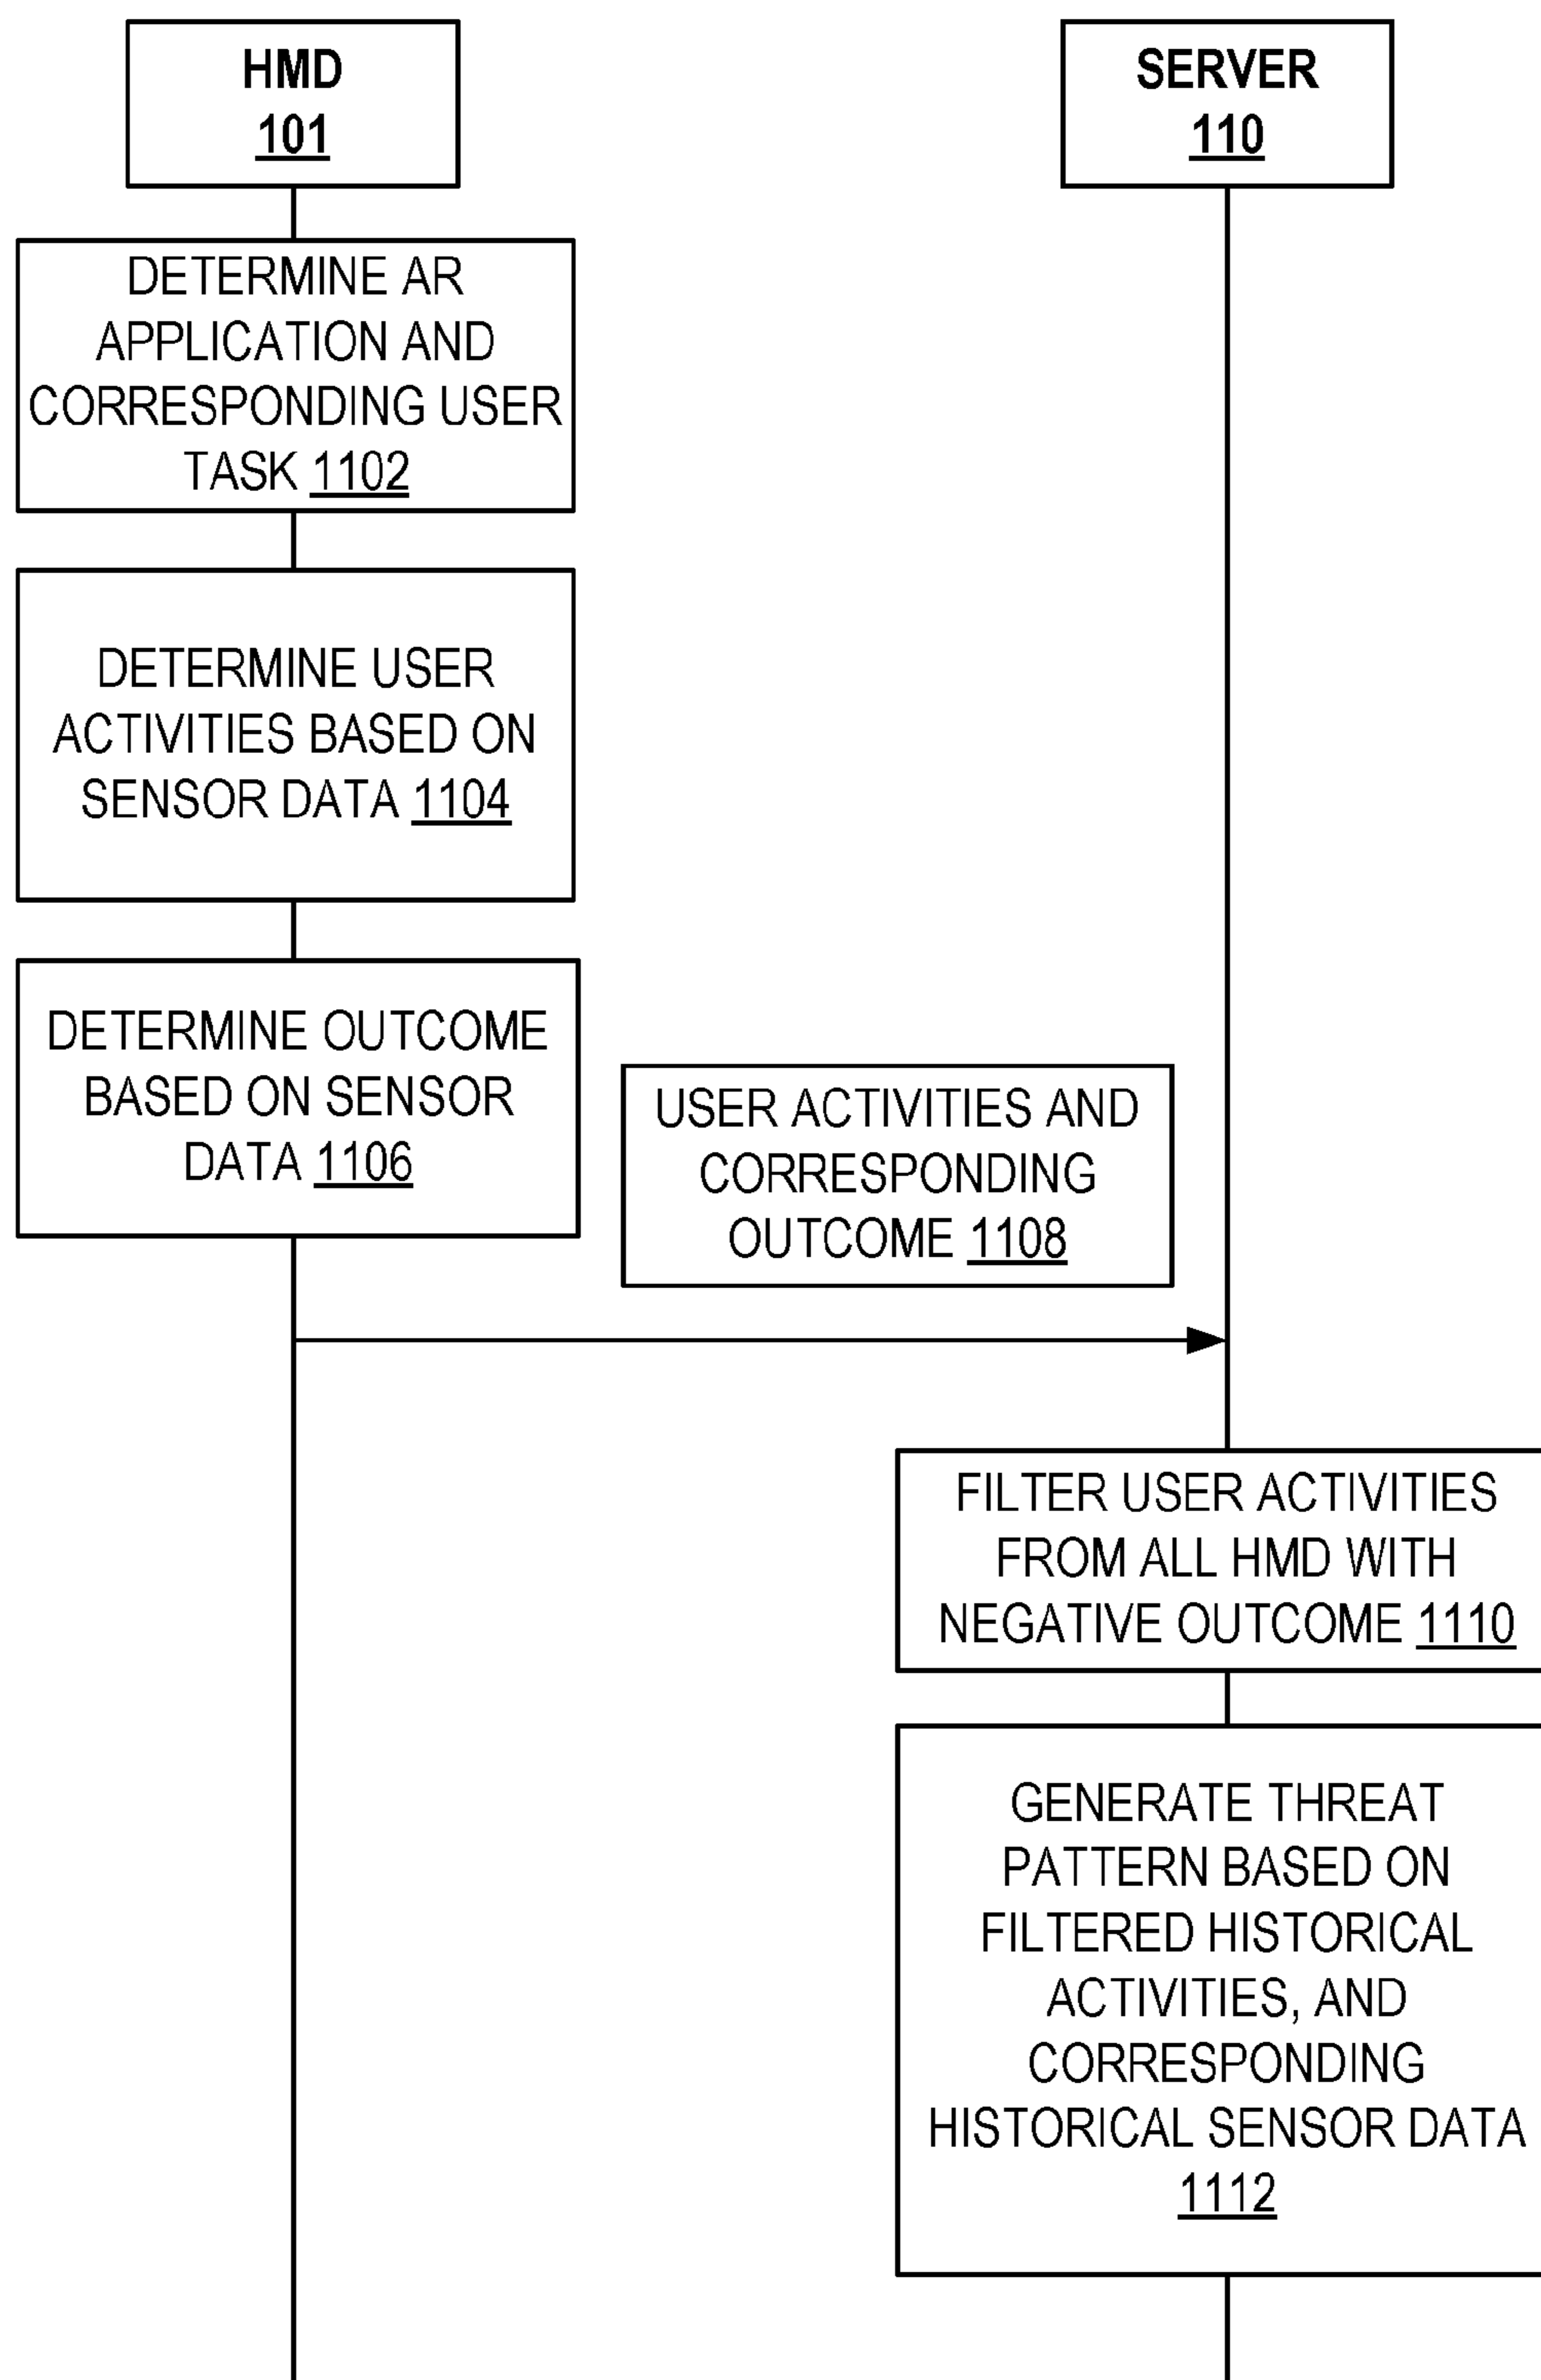 HMD
101
SERVER
110
DETERMINE AR
APPLICATION AND
CORRESPONDING USER
TASK 1102
DETERMINE USER
ACTIVITIES BASED ON
SENSOR DATA 1104
DETERMINE OUTCOME
BASED ON SENSOR
DATA 1106
USER ACTIVITIES AND
CORRESPONDING
OUTCOME 1108
FILTER USER ACTIVITIES
FROM ALL HMD WITH
NEGATIVE OUTCOME 1110
GENERATE THREAT
PATTERN BASED ON
FILTERED HISTORICAL
ACTIVITIES, AND
CORRESPONDING
HISTORICAL SENSOR DATA
1112